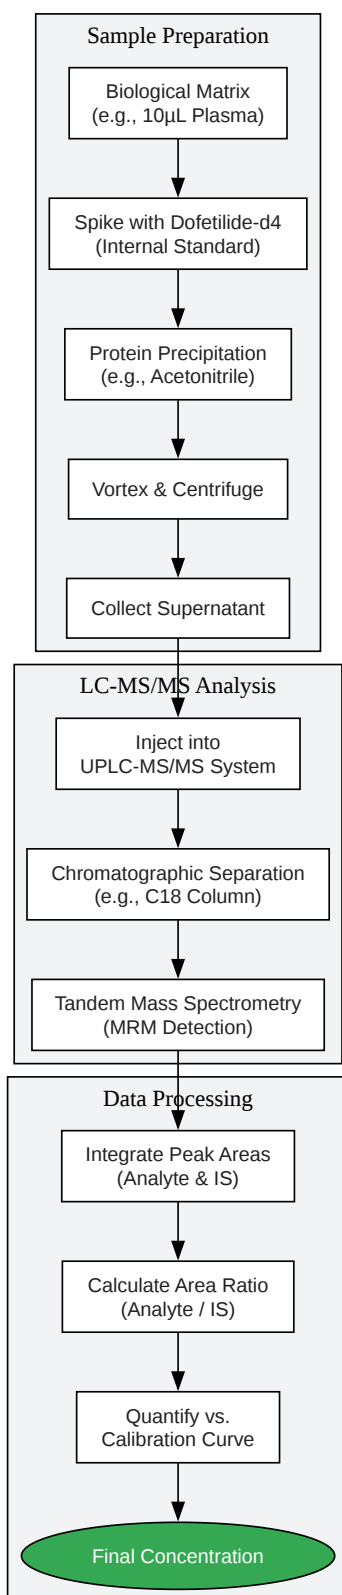 Sample Preparation
Biological Matrix
(e.g., 10µL Plasma)
Spike with Dofetilide-d4
(Internal Standard)
Protein Precipitation
(e.g., Acetonitrile)
Vortex & Centrifuge
Collect Supernatant
LC-MS/MS Analysis
Inject into
UPLC-MS/MS System
Chromatographic Separation
(e.g., C18 Column)
Tandem Mass Spectrometry
(MRM Detection)
Data Processing
Integrate Peak Areas
(Analyte & IS)
Calculate Area Ratio
(Analyte / IS)
Quantify vs.
Calibration Curve
Final Concentration